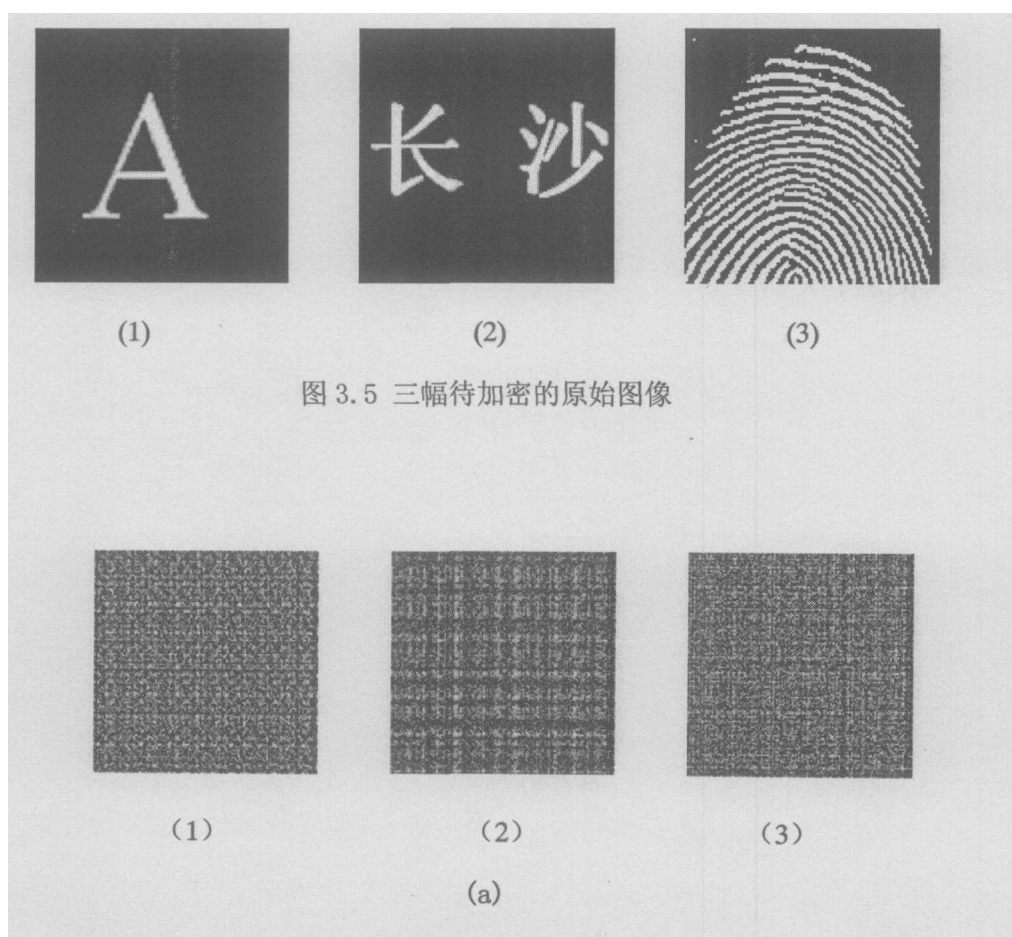 A
长 沙
(1) (2) (3)
图 3.5 三幅待加密的原始图像
（1） （2） （3）
(a)